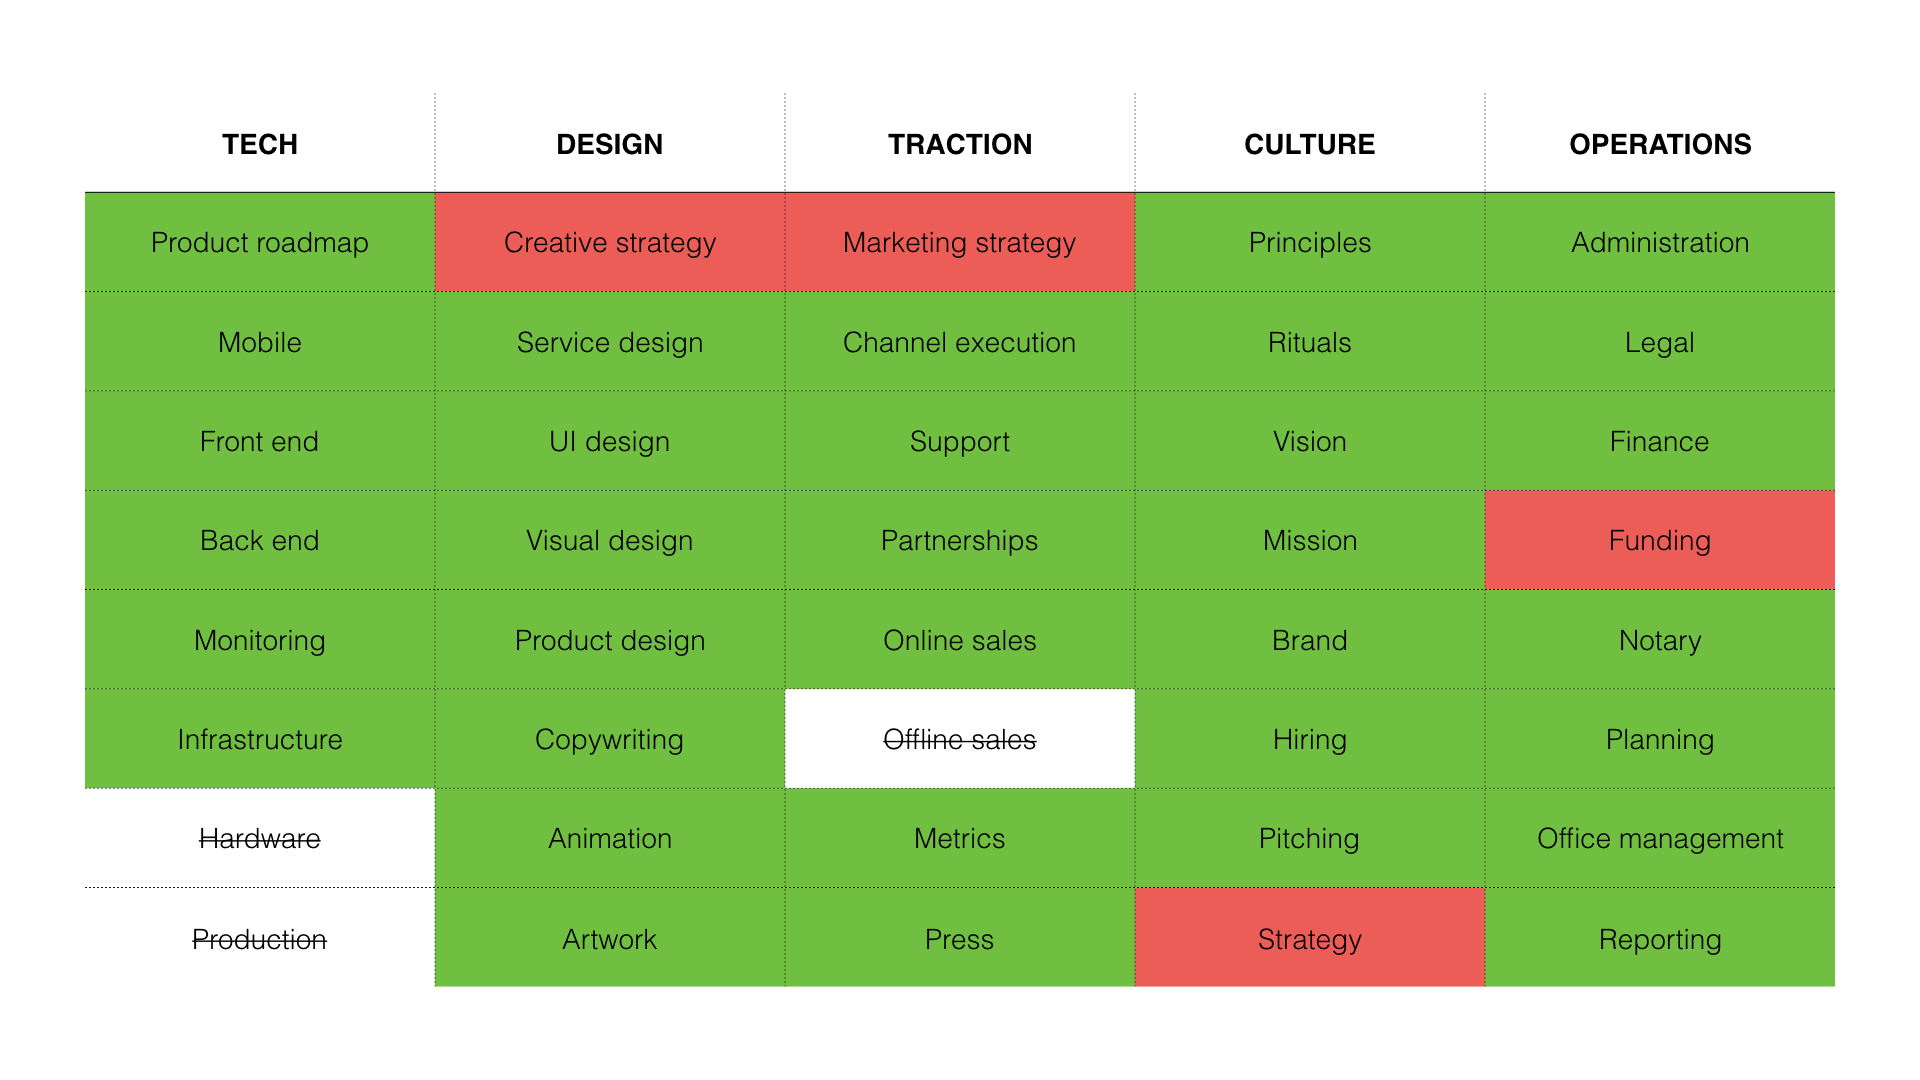 TECH DESIGN TRACTION CULTURE OPERATIONS
Product roadmap Creative strategy Marketing strategy Principles Administration
Mobile Service design Channel execution Rituals Legal
Front end UI design Support Vision Finance
Back end Visual design Partnerships Mission Funding
Monitoring Product design Online sales Brand Notary
Infrastructure Copywriting Offline sales Hiring Planning
Hardware Animation Metrics Pitching Office management
Production Artwork Press Strategy Reporting